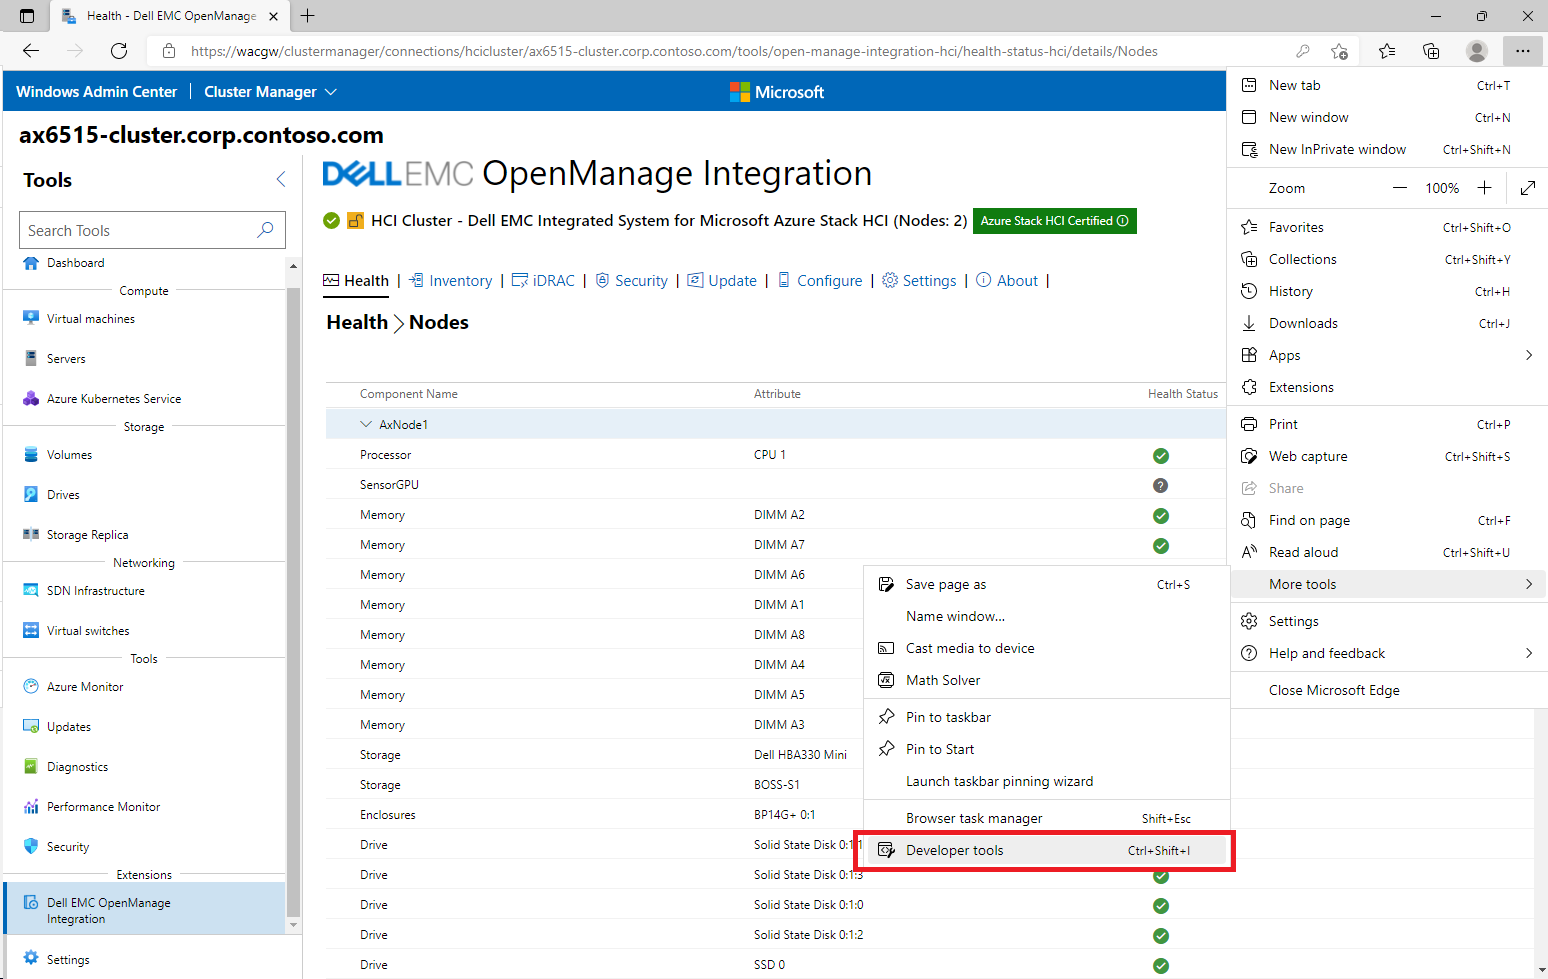 Health - Dell EMC OpenManage
https://wacgw/clustermanager/connections/hcicluster/ax6515-cluster.corp.contoso.com/tools/open-manage-integration-hci/health-status-hci/details/Nodes
Windows Admin Center
Cluster Manager
Microsoft
ax6515-cluster.corp.contoso.com
Tools
Search Tools
Dashboard
Compute
Virtual machines
Servers
Azure Kubernetes Service
Storage
Volumes
Drives
Storage Replica
Networking
SDN Infrastructure
Virtual switches
Tools
Azure Monitor
Updates
Diagnostics
Performance Monitor
Security
Extensions
Dell EMC OpenManage
Integration
Settings
DELL EMC OpenManage Integration
HCI Cluster - Dell EMC Integrated System for Microsoft Azure Stack HCI (Nodes: 2) Azure Stack HCI Certified
Health | Inventory | iDRAC | Security | Update | Configure | Settings | About |
Health > Nodes
Component Name Attribute Health Status
AxNode1
Processor CPU 1
SensorGPU
Memory DIMM A2
Memory DIMM A7
Memory DIMM A6
Memory DIMM A1
Memory DIMM A8
Memory DIMM A4
Memory DIMM A5
Memory DIMM A3
Storage Dell HBA330 Mini
Storage BOSS-S1
Enclosures BP14G+ 0:1
Drive Solid State Disk 0:1:1
Drive Solid State Disk 0:1:3
Drive Solid State Disk 0:1:0
Drive Solid State Disk 0:1:2
Drive SSD 0
New tab Ctrl+T
New window Ctrl+N
New InPrivate window Ctrl+Shift+N
Zoom 100%
Favorites Ctrl+Shift+O
Collections Ctrl+Shift+Y
History Ctrl+H
Downloads Ctrl+J
Apps
Extensions
Print Ctrl+P
Web capture Ctrl+Shift+S
Share
Find on page Ctrl+F
Read aloud Ctrl+Shift+U
More tools
Settings
Help and feedback
Close Microsoft Edge
Save page as Ctrl+S
Name window...
Cast media to device
Math Solver
Pin to taskbar
Pin to Start
Launch taskbar pinning wizard
Browser task manager Shift+Esc
Developer tools Ctrl+Shift+I